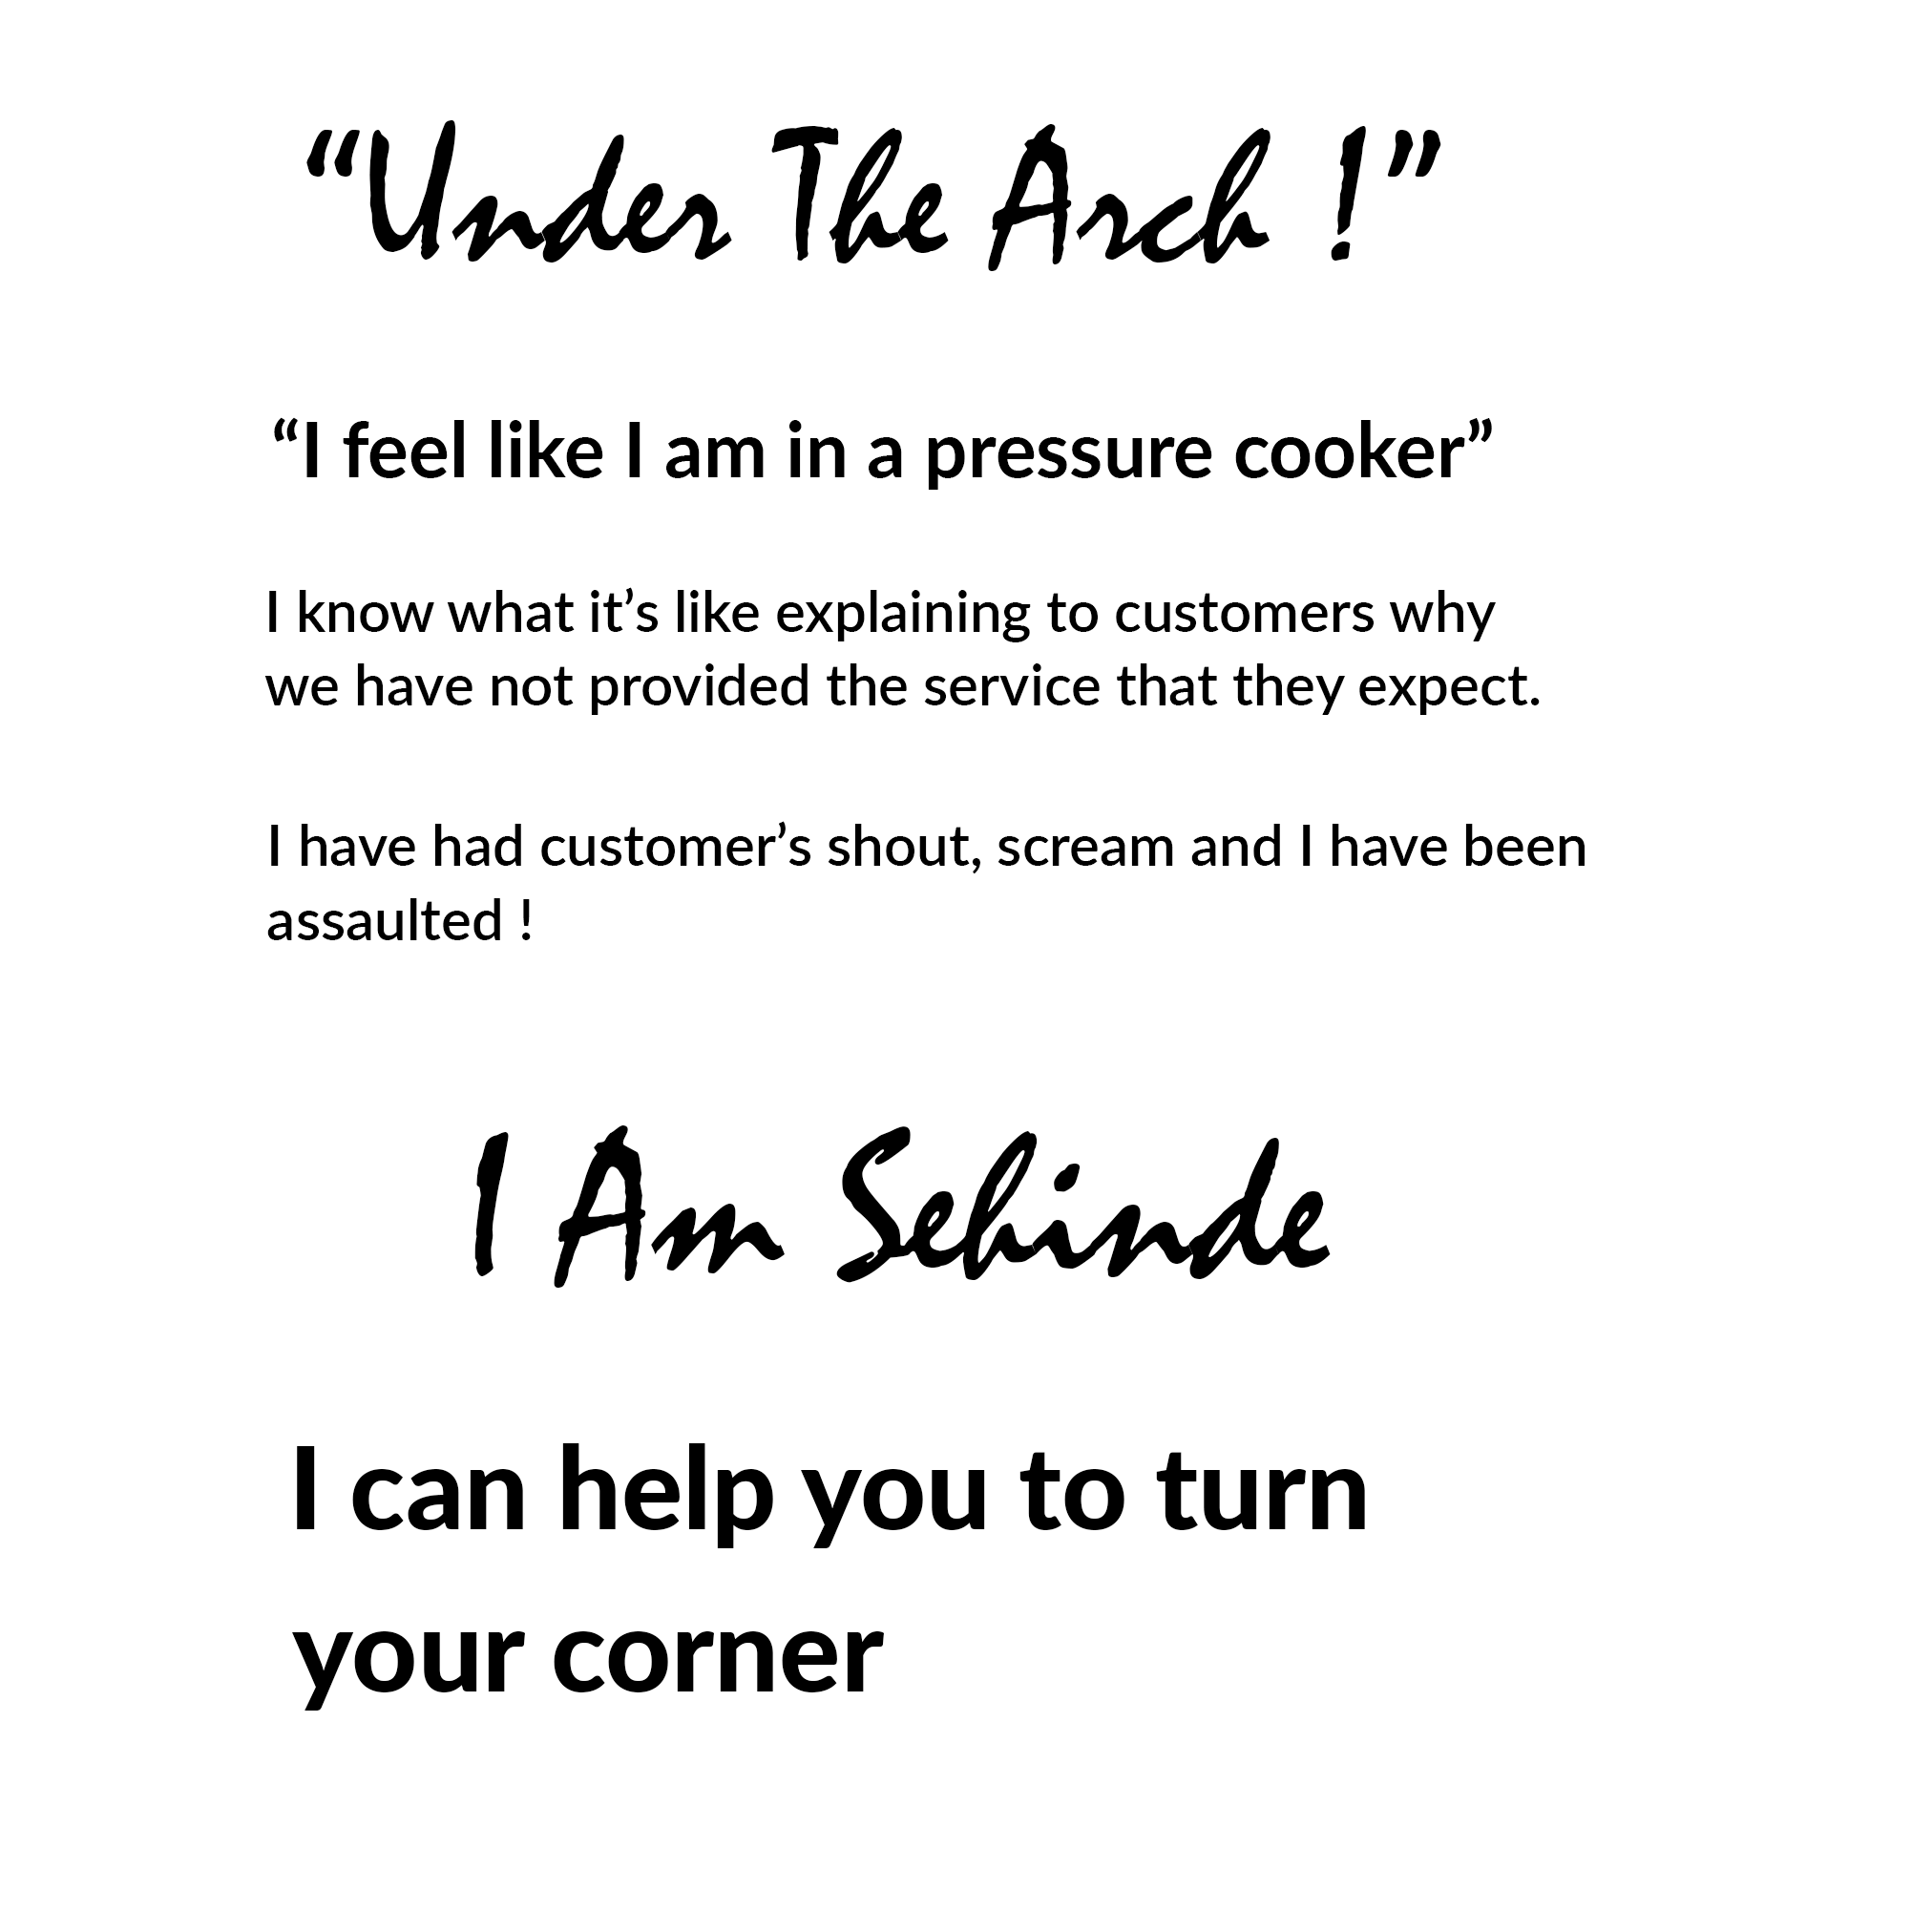 “Under The Arch !”
“I feel like I am in a pressure cooker”
I know what it’s like explaining to customers why
we have not provided the service that they expect.
I have had customer’s shout, scream and I have been
assaulted !
I Am Sehinde
I can help you to turn
your corner